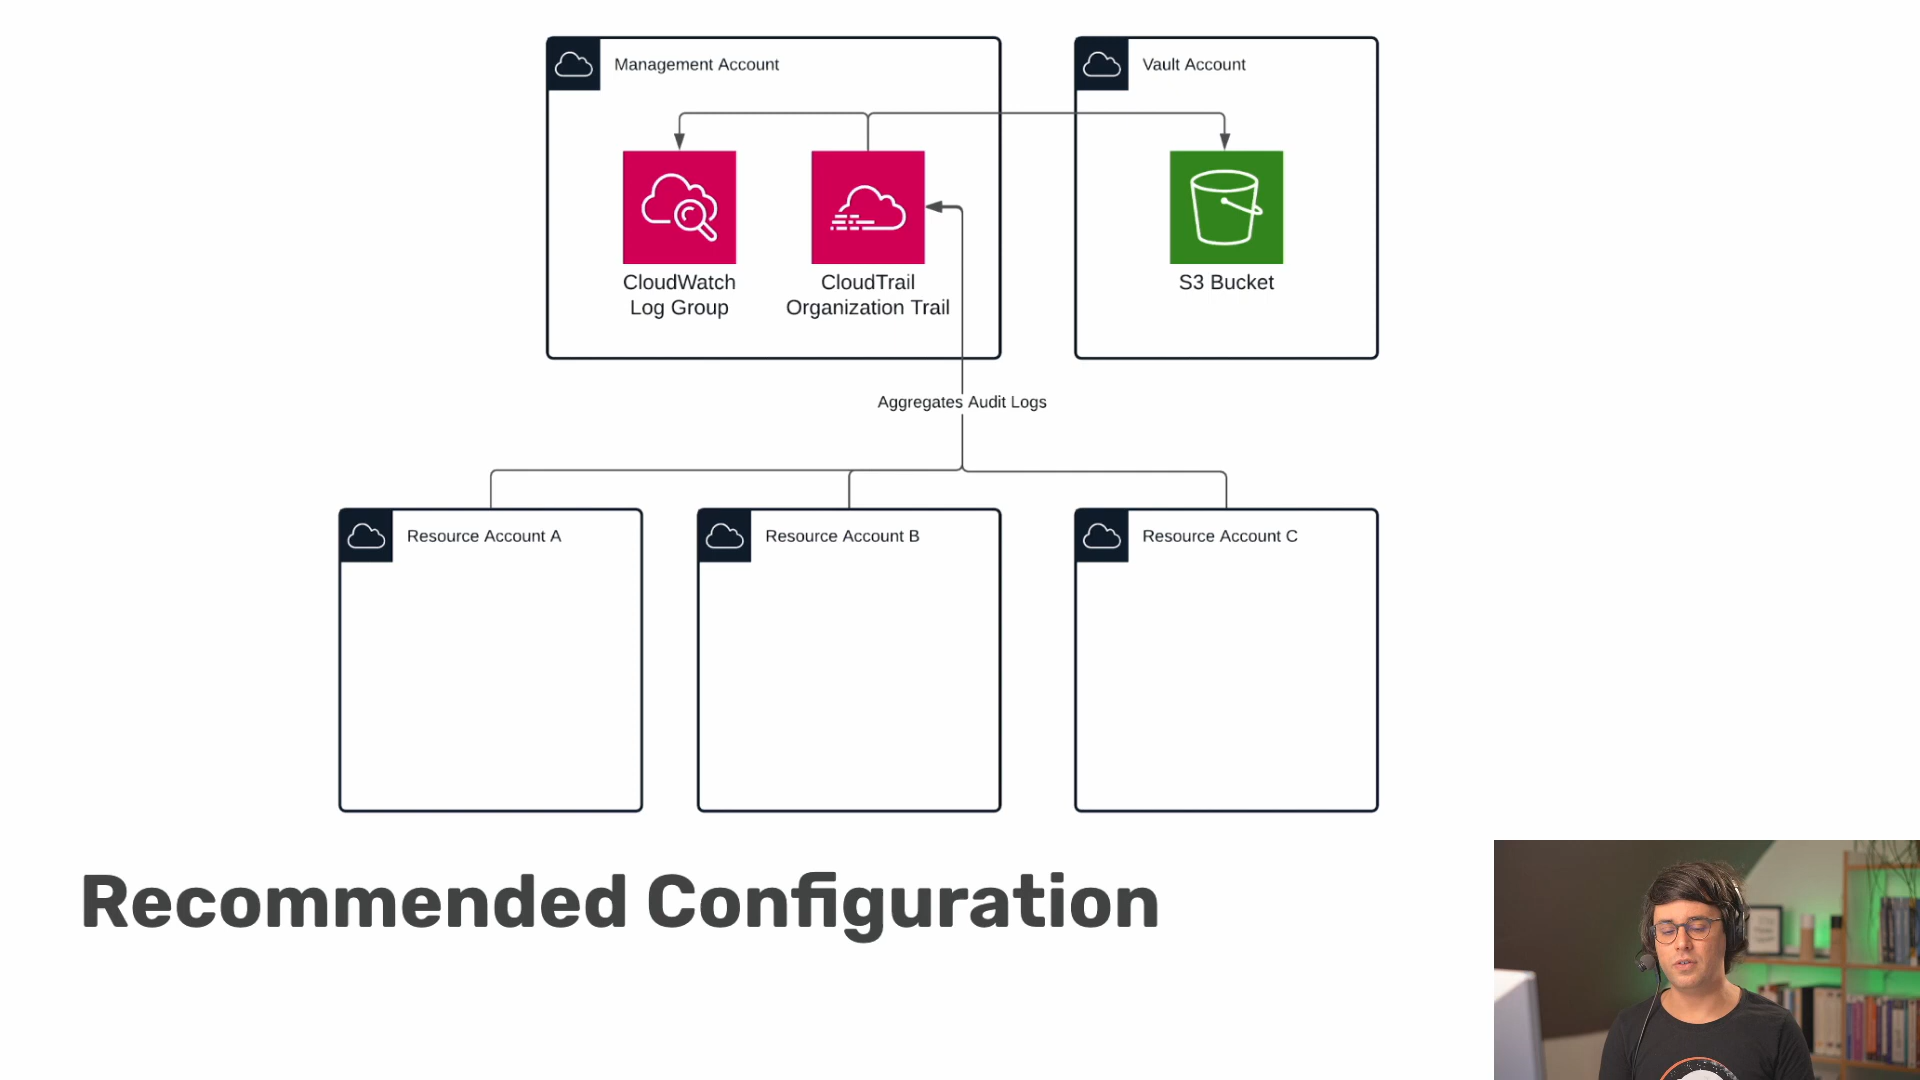 Management Account
Vault Account
CloudWatch
Log Group
CloudTrail
Organization Trail
S3 Bucket
Aggregates Audit Logs
Resource Account A
Resource Account B
Resource Account C
Recommended Configuration